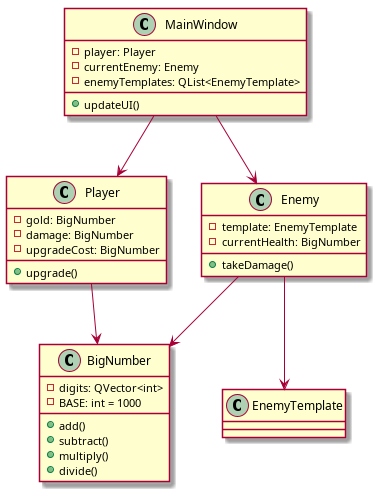 C MainWindow
player: Player
currentEnemy: Enemy
enemyTemplates: QList<EnemyTemplate>
updateUI()
C Player
gold: BigNumber
damage: BigNumber
upgradeCost: BigNumber
upgrade()
C Enemy
template: EnemyTemplate
currentHealth: BigNumber
takeDamage()
C BigNumber
digits: QVector<int>
BASE: int = 1000
add()
subtract()
multiply()
divide()
C EnemyTemplate